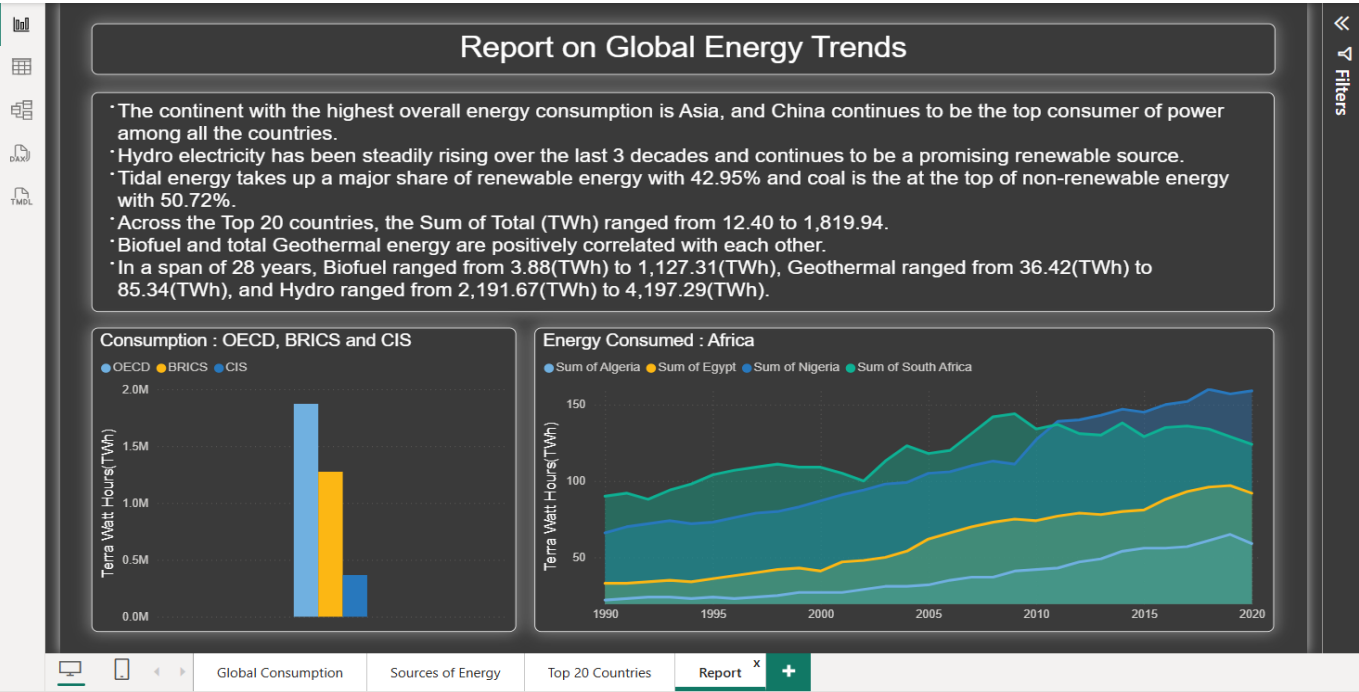 Report on Global Energy Trends
Filters
DAX
TMDL
·The continent with the highest overall energy consumption is Asia, and China continues to be the top consumer of power
among all the countries.
·Hydro electricity has been steadily rising over the last 3 decades and continues to be a promising renewable source.
·Tidal energy takes up a major share of renewable energy with 42.95% and coal is the at the top of non-renewable energy
with 50.72%.
·Across the Top 20 countries, the Sum of Total (TWh) ranged from 12.40 to 1,819.94.
·Biofuel and total Geothermal energy are positively correlated with each other.
·In a span of 28 years, Biofuel ranged from 3.88(TWh) to 1,127.31(TWh), Geothermal ranged from 36.42(TWh) to
85.34(TWh), and Hydro ranged from 2,191.67(TWh) to 4,197.29(TWh).
Consumption : OECD, BRICS and CIS
OECD BRICS CIS
Terra Watt Hours(TWh)
2.0M
1.5M
1.0M
0.5M
0.0M
Energy Consumed : Africa
Sum of Algeria Sum of Egypt Sum of Nigeria Sum of South Africa
Terra Watt Hours(TWh)
150
100
50
1990 1995 2000 2005 2010 2015 2020
Global Consumption Sources of Energy Top 20 Countries Report x +